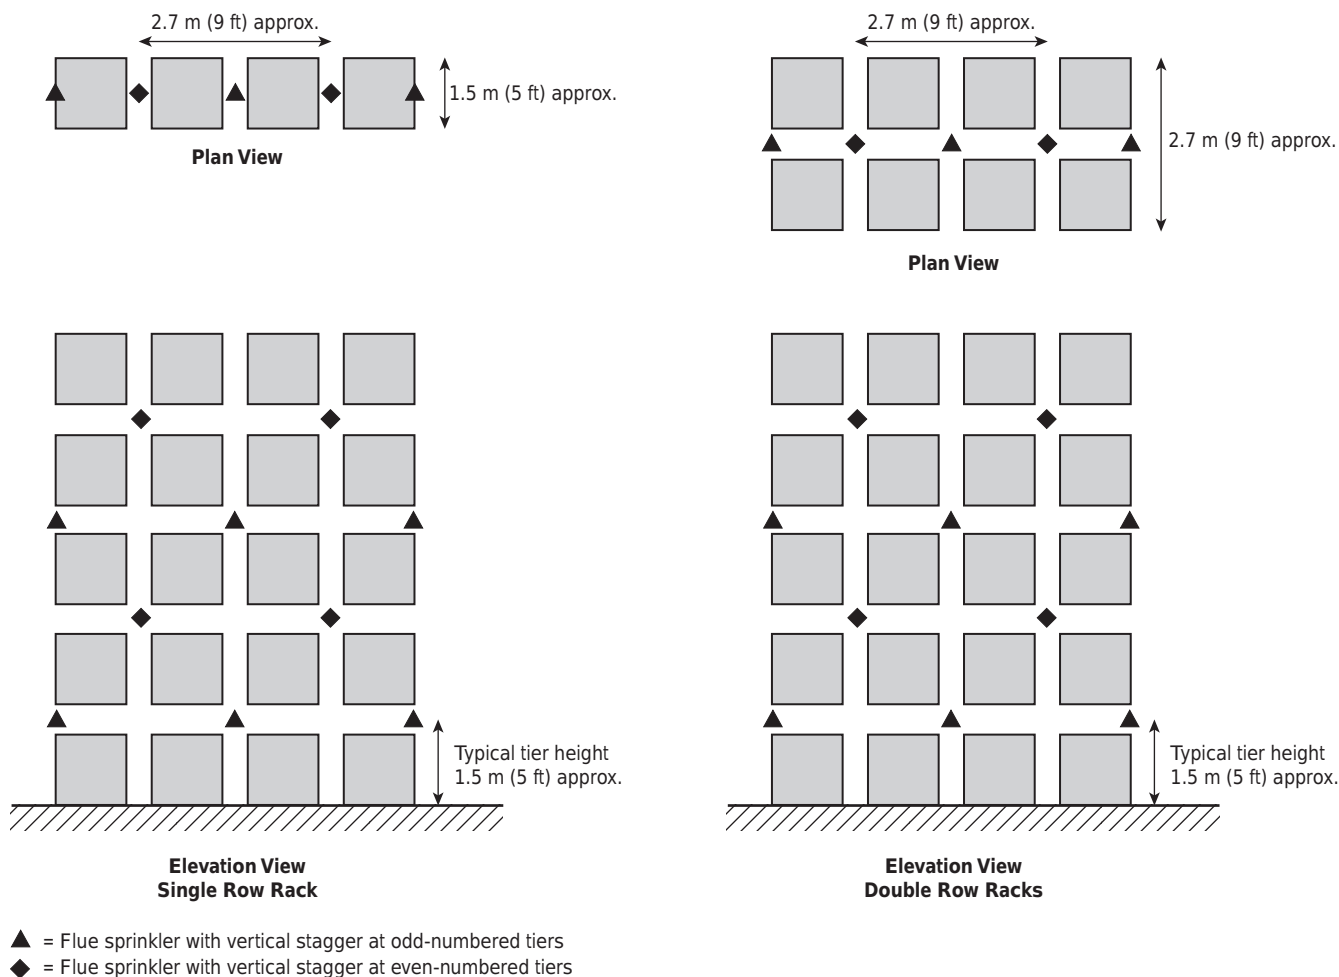 2.7 m (9 ft) approx.
1.5 m (5 ft) approx.
Plan View
2.7 m (9 ft) approx.
2.7 m (9 ft) approx.
Plan View
Typical tier height
1.5 m (5 ft) approx.
Elevation View
Single Row Rack
Typical tier height
1.5 m (5 ft) approx.
Elevation View
Double Row Racks
= Flue sprinkler with vertical stagger at odd-numbered tiers
= Flue sprinkler with vertical stagger at even-numbered tiers